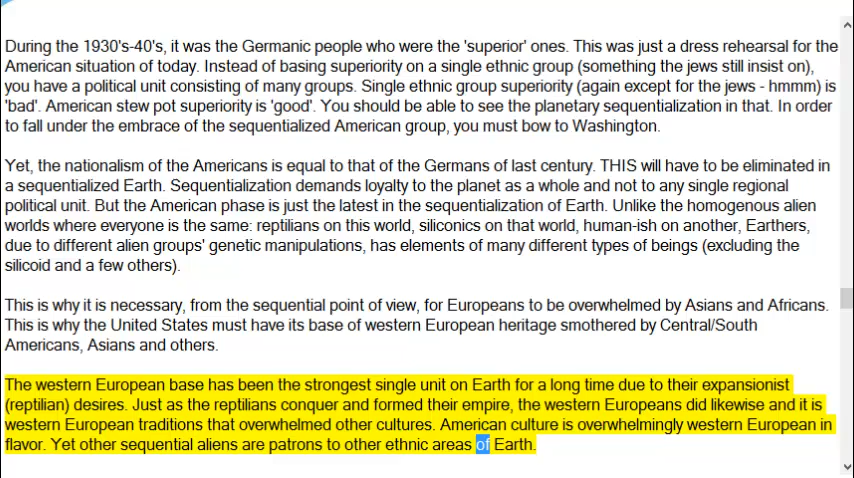 During the 1930's-40's, it was the Germanic people who were the 'superior' ones. This was just a dress rehearsal for the
American situation of today. Instead of basing superiority on a single ethnic group (something the jews still insist on),
you have a political unit consisting of many groups. Single ethnic group superiority (again except for the jews - hmmm) is
'bad'. American stew pot superiority is 'good'. You should be able to see the planetary sequentialization in that. In order
to fall under the embrace of the sequentialized American group, you must bow to Washington.
Yet, the nationalism of the Americans is equal to that of the Germans of last century. THIS will have to be eliminated in
a sequentialized Earth. Sequentialization demands loyalty to the planet as a whole and not to any single regional
political unit. But the American phase is just the latest in the sequentialization of Earth. Unlike the homogenous alien
worlds where everyone is the same: reptilians on this world, siliconics on that world, human-ish on another, Earthers,
due to different alien groups' genetic manipulations, has elements of many different types of beings (excluding the
silicoid and a few others).
This is why it is necessary, from the sequential point of view, for Europeans to be overwhelmed by Asians and Africans.
This is why the United States must have its base of western European heritage smothered by Central/South
Americans, Asians and others.
The western European base has been the strongest single unit on Earth for a long time due to their expansionist
(reptilian) desires. Just as the reptilians conquer and formed their empire, the western Europeans did likewise and it is
western European traditions that overwhelmed other cultures. American culture is overwhelmingly western European in
flavor. Yet other sequential aliens are patrons to other ethnic areas of Earth.